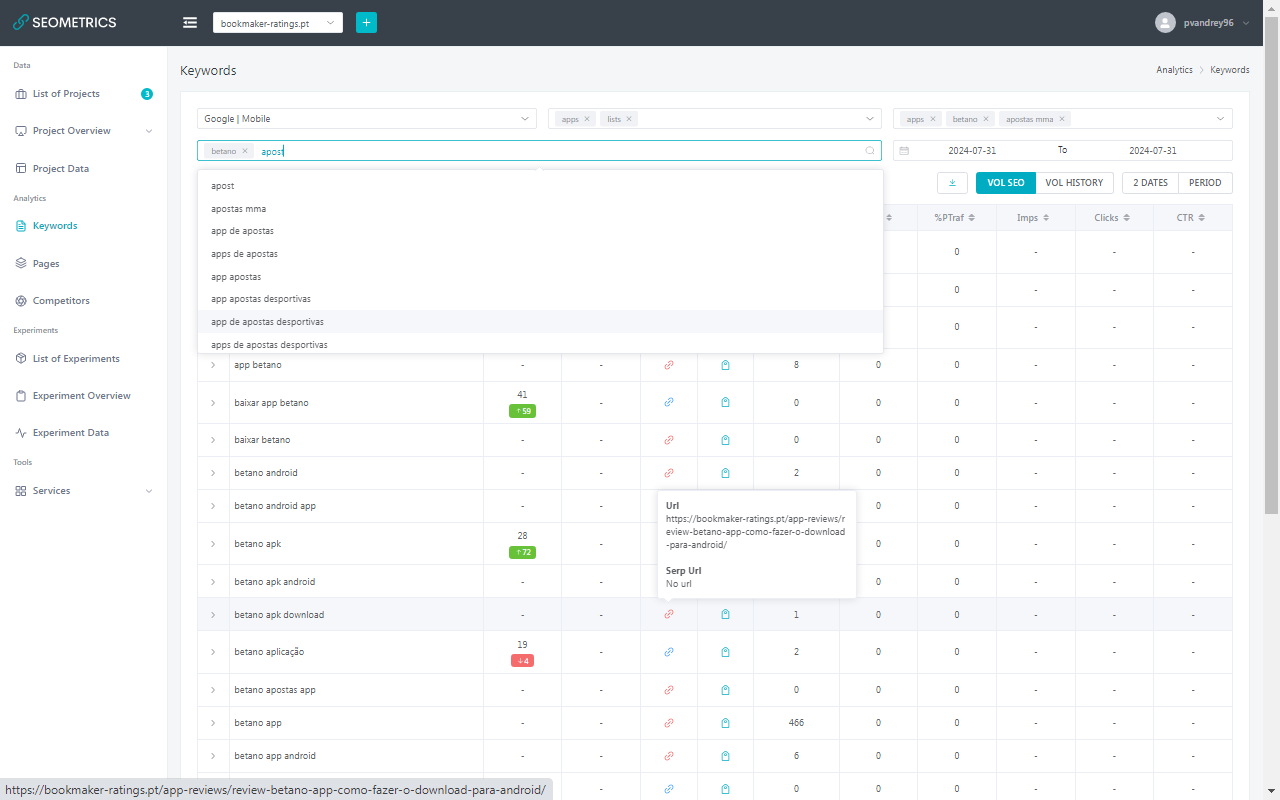 SEOMETRICS
bookmaker-ratings.pt
+
pvandrey96
Data
List of Projects
3
Project Overview
Project Data
Analytics
Keywords
Pages
Competitors
Experiments
List of Experiments
Experiment Overview
Experiment Data
Tools
Services
Keywords
Analytics > Keywords
Google | Mobile
apps × lists ×
apps × betano × apostas mma ×
betano × apost
2024-07-31 To 2024-07-31
VOL SEO VOL HISTORY 2 DATES PERIOD
apost
apostas mma
app de apostas
apps de apostas
app apostas
app apostas desportivas
app de apostas desportivas
apps de apostas desportivas
%PTraf Imps Clicks CTR
0 - - -
0 - - -
0 - - -
app betano - - 8 0 0 - - -
baixar app betano 41 - 0 0 0 - - -
↑59
baixar betano - - 0 0 0 - - -
betano android - - 2 0 0 - - -
betano android app - - 0 0 - - -
betano apk 28 - 0 0 - - -
↑72
betano apk android - - 0 0 - - -
betano apk download - - 1 0 0 - - -
betano aplicação 19 - 2 0 0 - - -
↓4
betano apostas app - - 0 0 0 - - -
betano app - - 466 0 0 - - -
betano app android - - 6 0 0 - - -
- 0 0 0 - - -
Url
https://bookmaker-ratings.pt/app-reviews/r
eview-betano-app-como-fazer-o-download
-para-android/
Serp Url
No url
https://bookmaker-ratings.pt/app-reviews/review-betano-app-como-fazer-o-download-para-android/